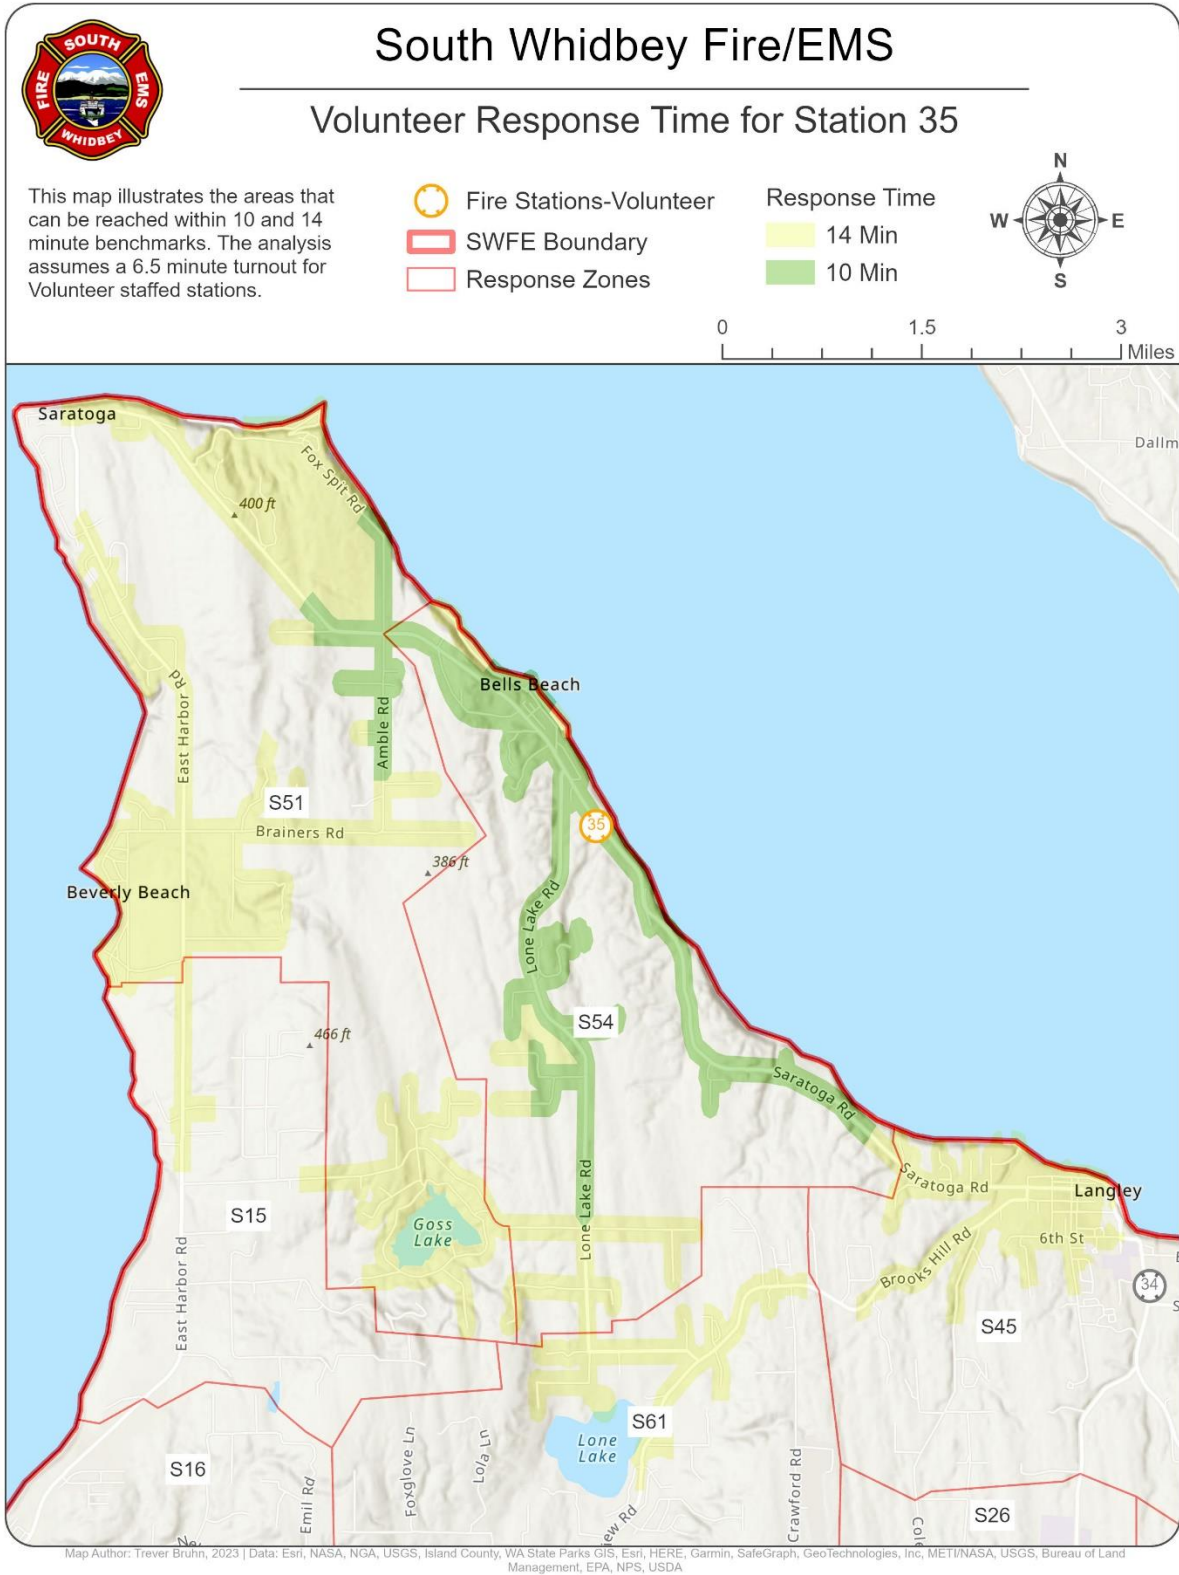 SOUTH
FIRE
EMS
WHIDBEY
South Whidbey Fire/EMS
Volunteer Response Time for Station 35
This map illustrates the areas that
can be reached within 10 and 14
minute benchmarks. The analysis
assumes a 6.5 minute turnout for
Volunteer staffed stations.
Fire Stations-Volunteer
SWFE Boundary
Response Zones
Response Time
14 Min
10 Min
N
W
E
S
0
1.5
3
Miles
Saratoga
Dallm
Fox Spit Rd
400 ft
East Harbor Rd
Bells Beach
Amble Rd
S51
Brainers Rd
35
386 ft
Beverly Beach
Lone Lake Rd
S54
466 ft
Saratoga Rd
Lone Lake Rd
Saratoga Rd
Langley
S15
Goss
Lake
6th St
Brooks Hill Rd
East Harbor Rd
34
S45
S61
Lone
Lake
Foxglove Ln
Lola Ln
S16
Emil Rd
iew Rd
Crawford Rd
S26
Col
Map Author: Trever Bruhn, 2023 | Data: Esri, NASA, NGA, USGS, Island County, WA State Parks GIS, Esri, HERE, Garmin, SafeGraph, GeoTechnologies, Inc, METI/NASA, USGS, Bureau of Land
Management, EPA, NPS, USDA